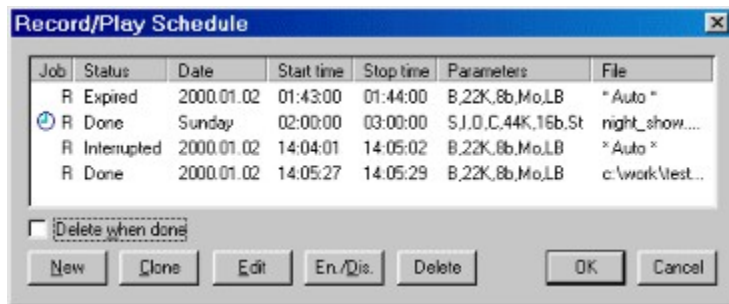 Record/Play Schedule
Job Status Date Start time Stop time Parameters File
R Expired 2000.01.02 01:43:00 01:44:00 B,22K,8b,Mo,LB * Auto *
R Done Sunday 02:00:00 03:00:00 S,I,O,C,44K,16b,St night_show....
R Interrupted 2000.01.02 14:04:01 14:05:02 B,22K,8b,Mo,LB * Auto *
R Done 2000.01.02 14:05:27 14:05:29 B,22K,8b,Mo,LB c:\work\test...
Delete when done
New Clone Edit En./Dis. Delete OK Cancel